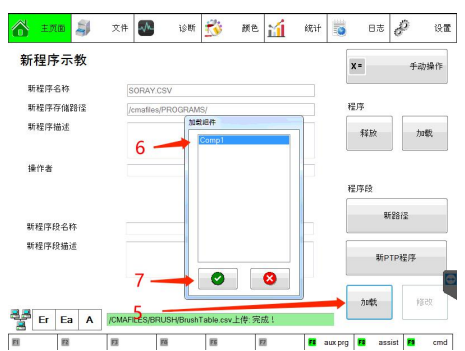 主页面 文件 诊断 颜色 统计 日志 设置
新程序示教
X= 手动操作
新程序名称 SORAY.CSV
新程序存储路径 /cmafiles/PROGRAMS/
程序
新程序描述
加载组件
Comp1
6
释放 加载
操作者
程序段
新路径
新程序段名称
新程序段描述
新PTP程序
7
5
加载 修改
Er Ea A /CMAFILES/BRUSH/BrushTable.csv上传: 完成！
F1 F2 F3 F4 F5 F6 F7 F8 aux prg F8 assist F9 cmd